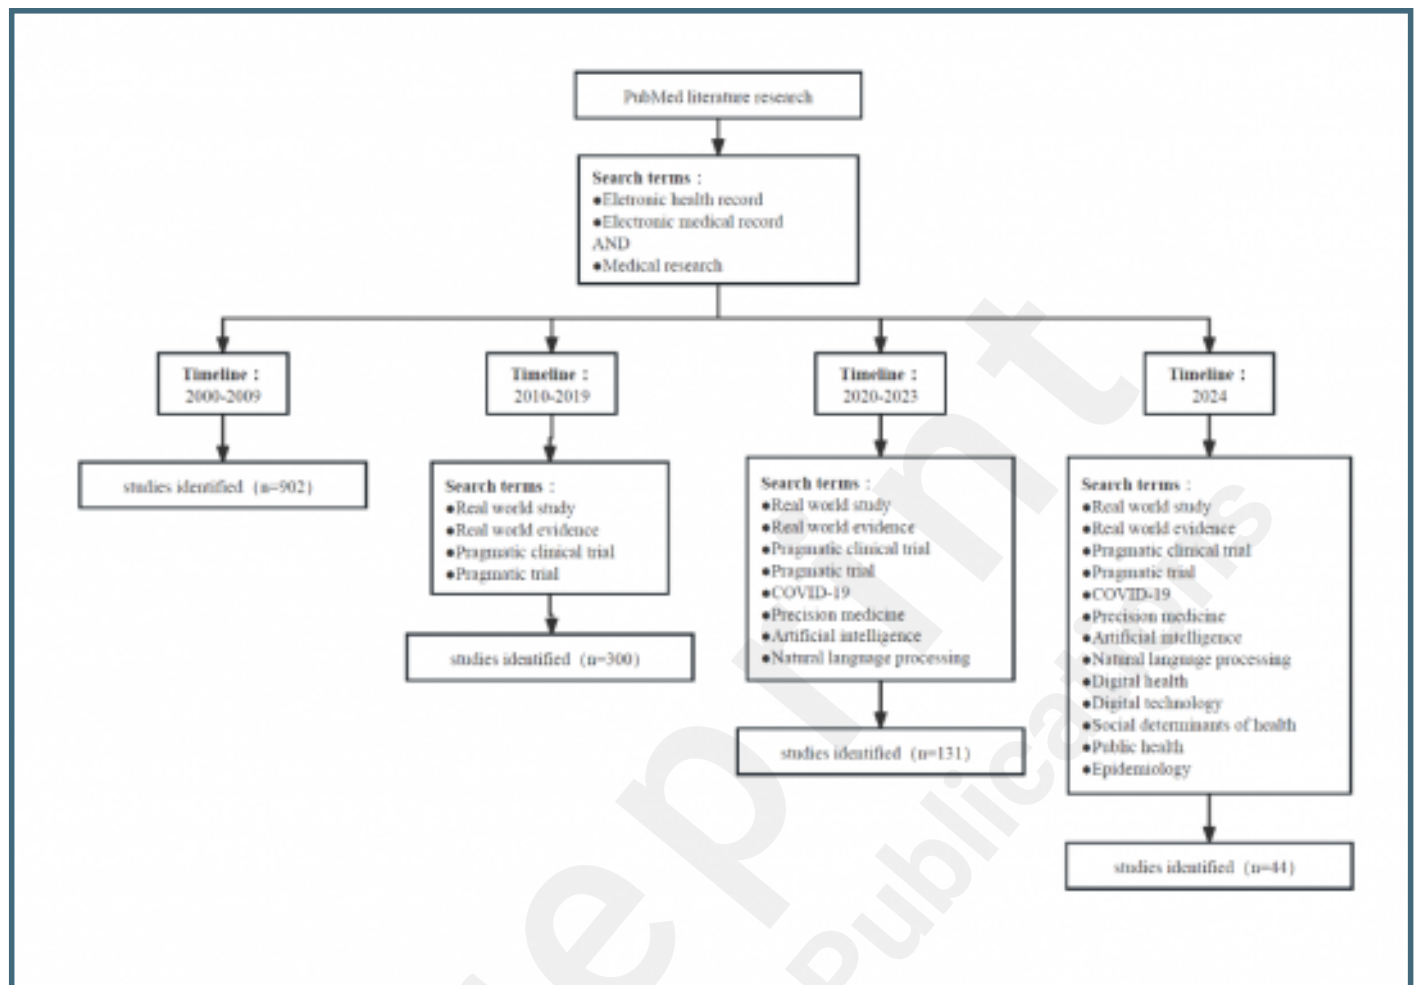 PubMed literature research
Search terms：
●Eletronic health record
●Electronic medical record
AND
●Medical research
Timeline：
2000-2009
studies identified（n=902）
Timeline：
2010-2019
Search terms：
●Real world study
●Real world evidence
●Pragmatic clinical trial
●Pragmatic trial
studies identified（n=300）
Timeline：
2020-2023
Search terms：
●Real world study
●Real world evidence
●Pragmatic clinical trial
●Pragmatic trial
●COVID-19
●Precision medicine
●Artificial intelligence
●Natural language processing
studies identified（n=131）
Timeline：
2024
Search terms：
●Real world study
●Real world evidence
●Pragmatic clinical trial
●Pragmatic trial
●COVID-19
●Precision medicine
●Artificial intelligence
●Natural language processing
●Digital health
●Digital technology
●Social determinants of health
●Public health
●Epidemiology
studies identified（n=44）
eprint
Publications